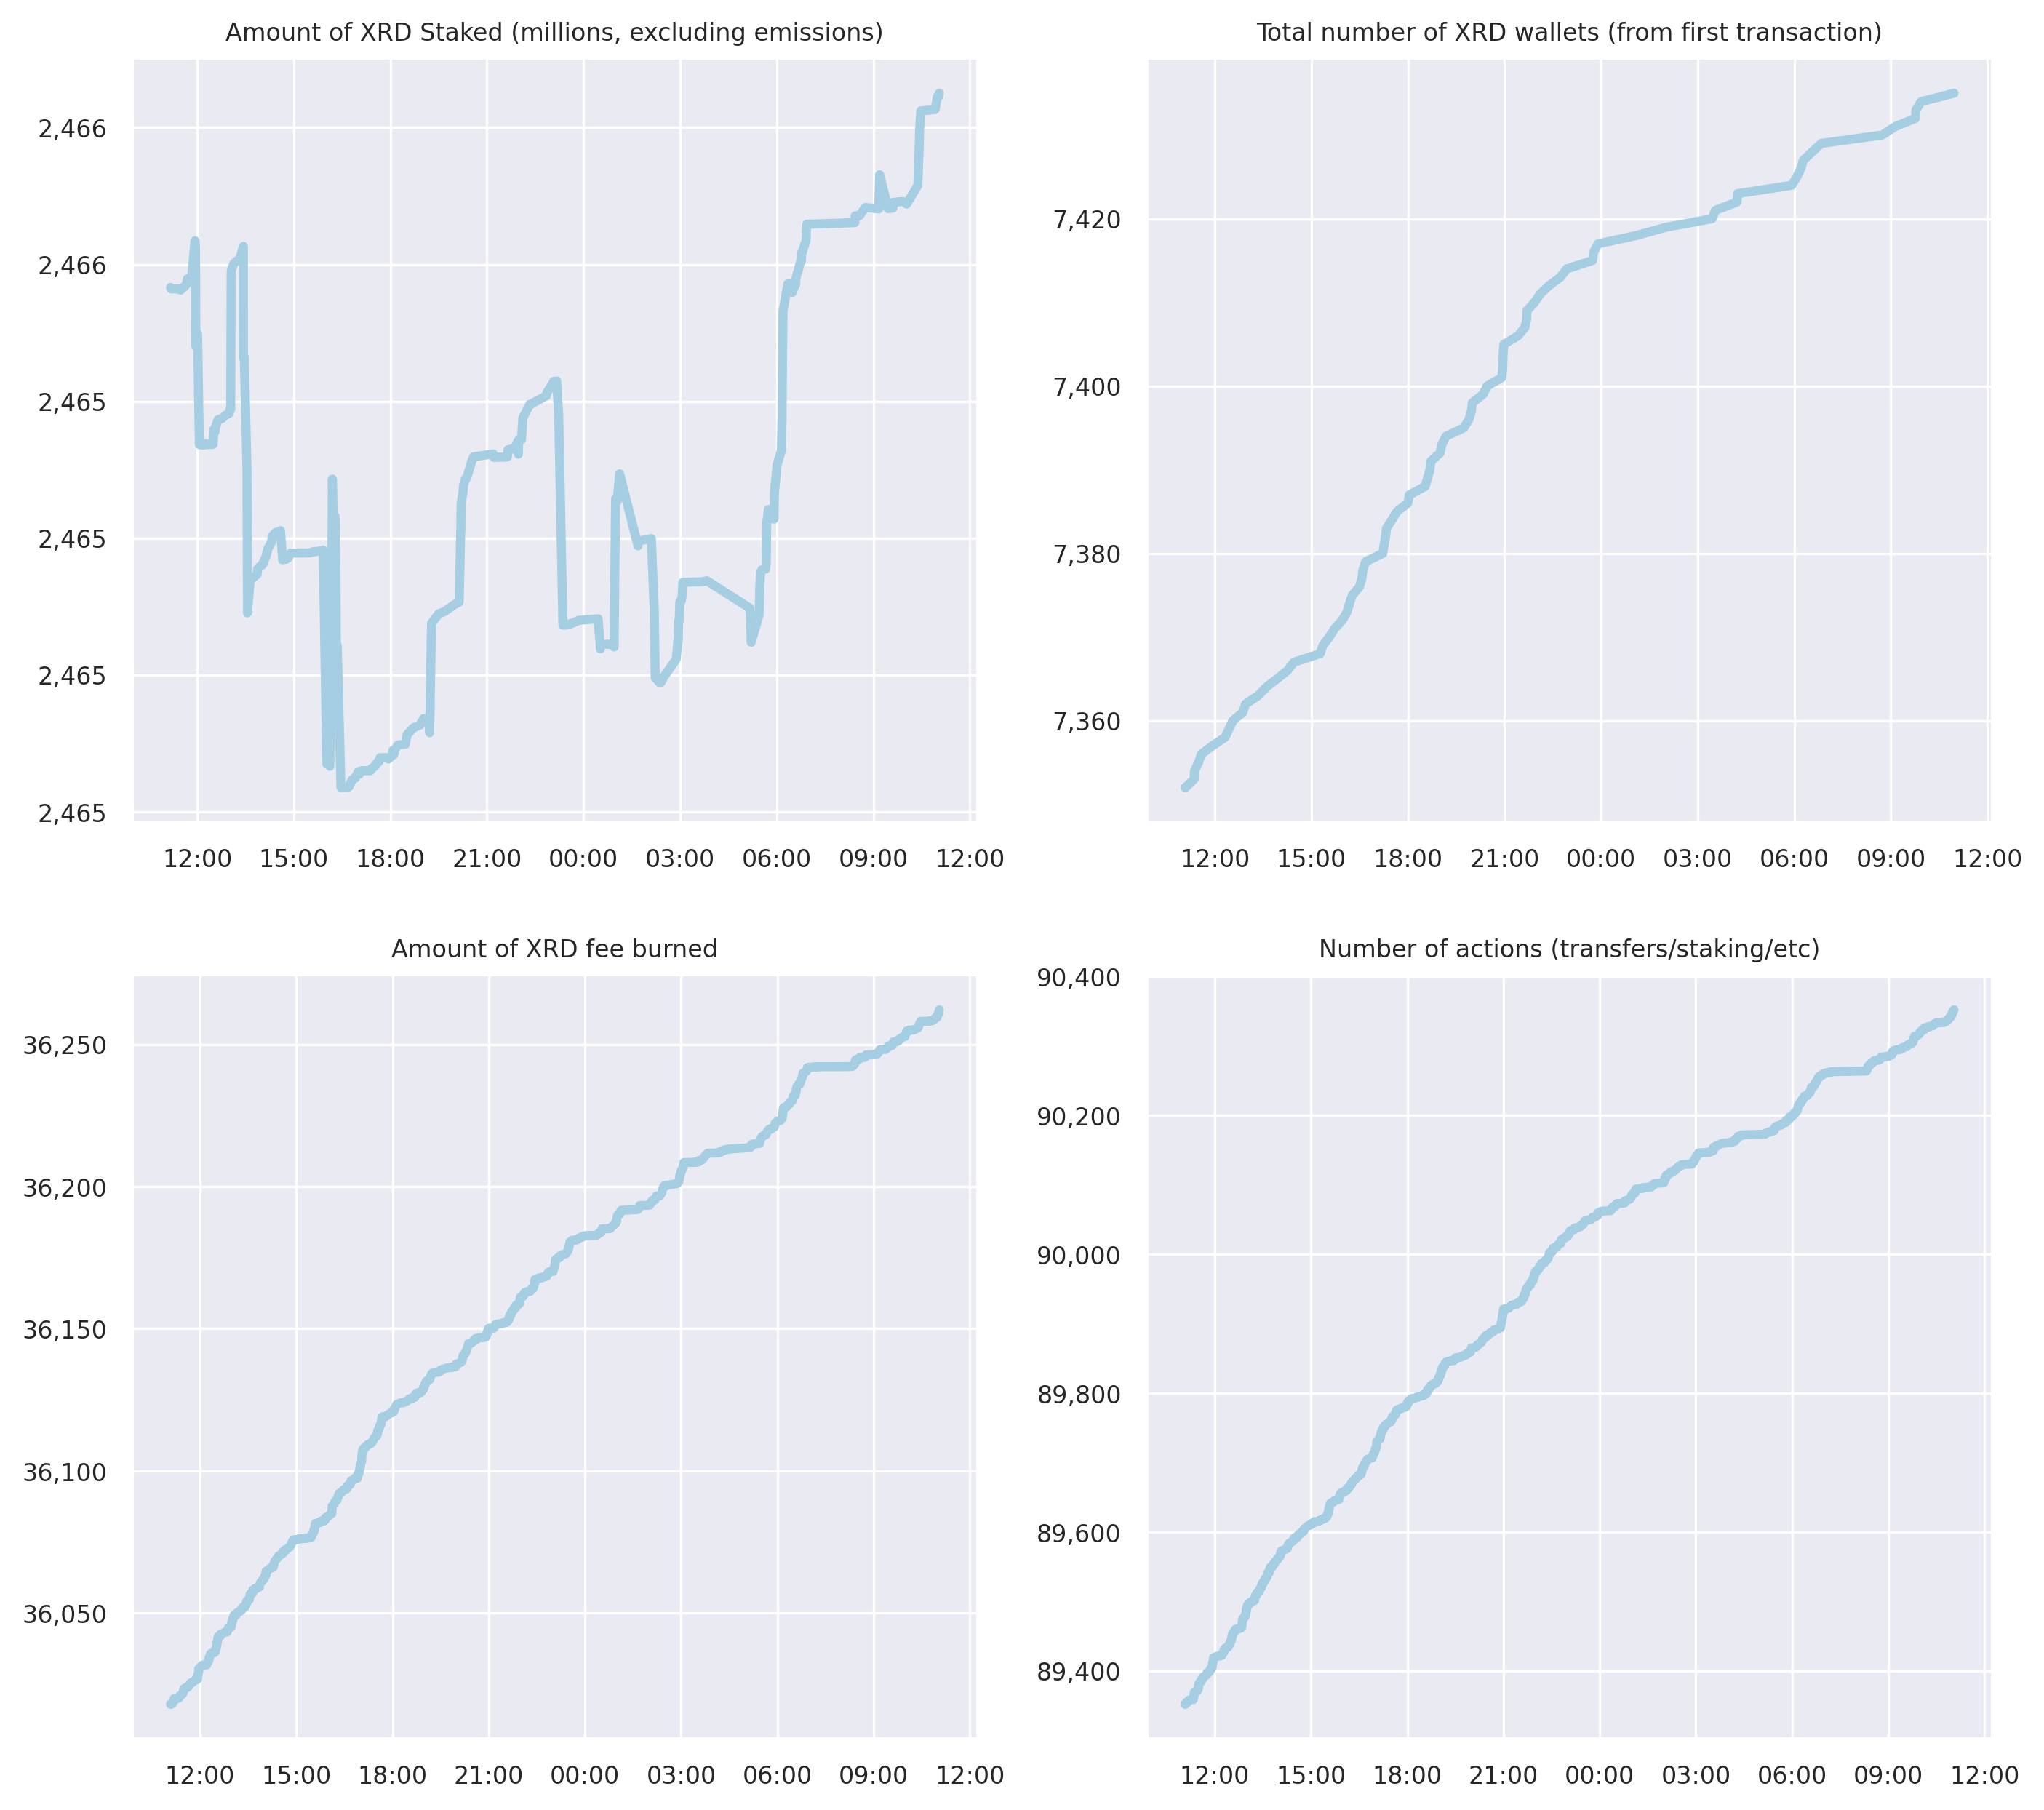 Amount of XRD Staked (millions, excluding emissions)
2,466
2,466
2,465
2,465
2,465
2,465
12:00 15:00 18:00 21:00 00:00 03:00 06:00 09:00 12:00
Total number of XRD wallets (from first transaction)
7,420
7,400
7,380
7,360
12:00 15:00 18:00 21:00 00:00 03:00 06:00 09:00 12:00
Amount of XRD fee burned
36,250
36,200
36,150
36,100
36,050
12:00 15:00 18:00 21:00 00:00 03:00 06:00 09:00 12:00
Number of actions (transfers/staking/etc)
90,400
90,200
90,000
89,800
89,600
89,400
12:00 15:00 18:00 21:00 00:00 03:00 06:00 09:00 12:00